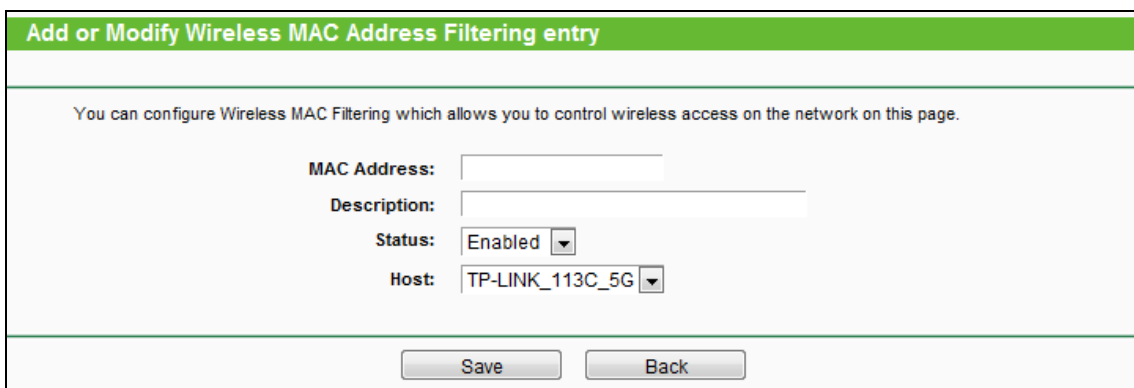 Add or Modify Wireless MAC Address Filtering entry
You can configure Wireless MAC Filtering which allows you to control wireless access on the network on this page.
MAC Address:
Description:
Status: Enabled
Host: TP-LINK_113C_5G
Save Back